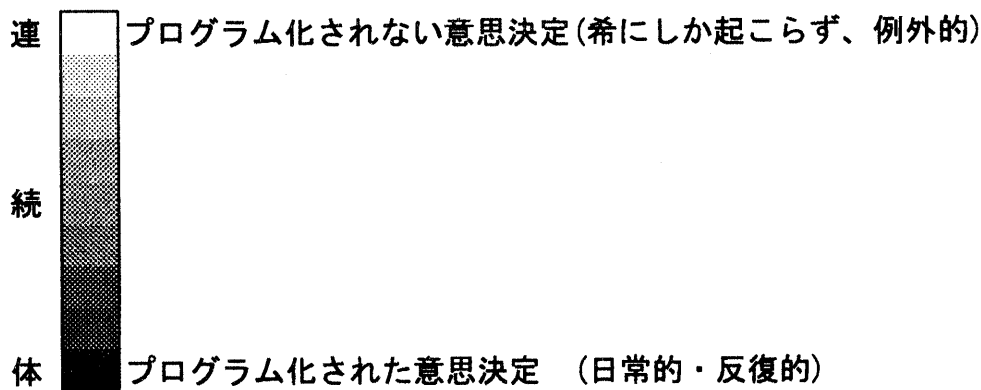 連 プログラム化されない意思決定(希にしか起こらず、例外的)
続
体 プログラム化された意思決定 (日常的・反復的)